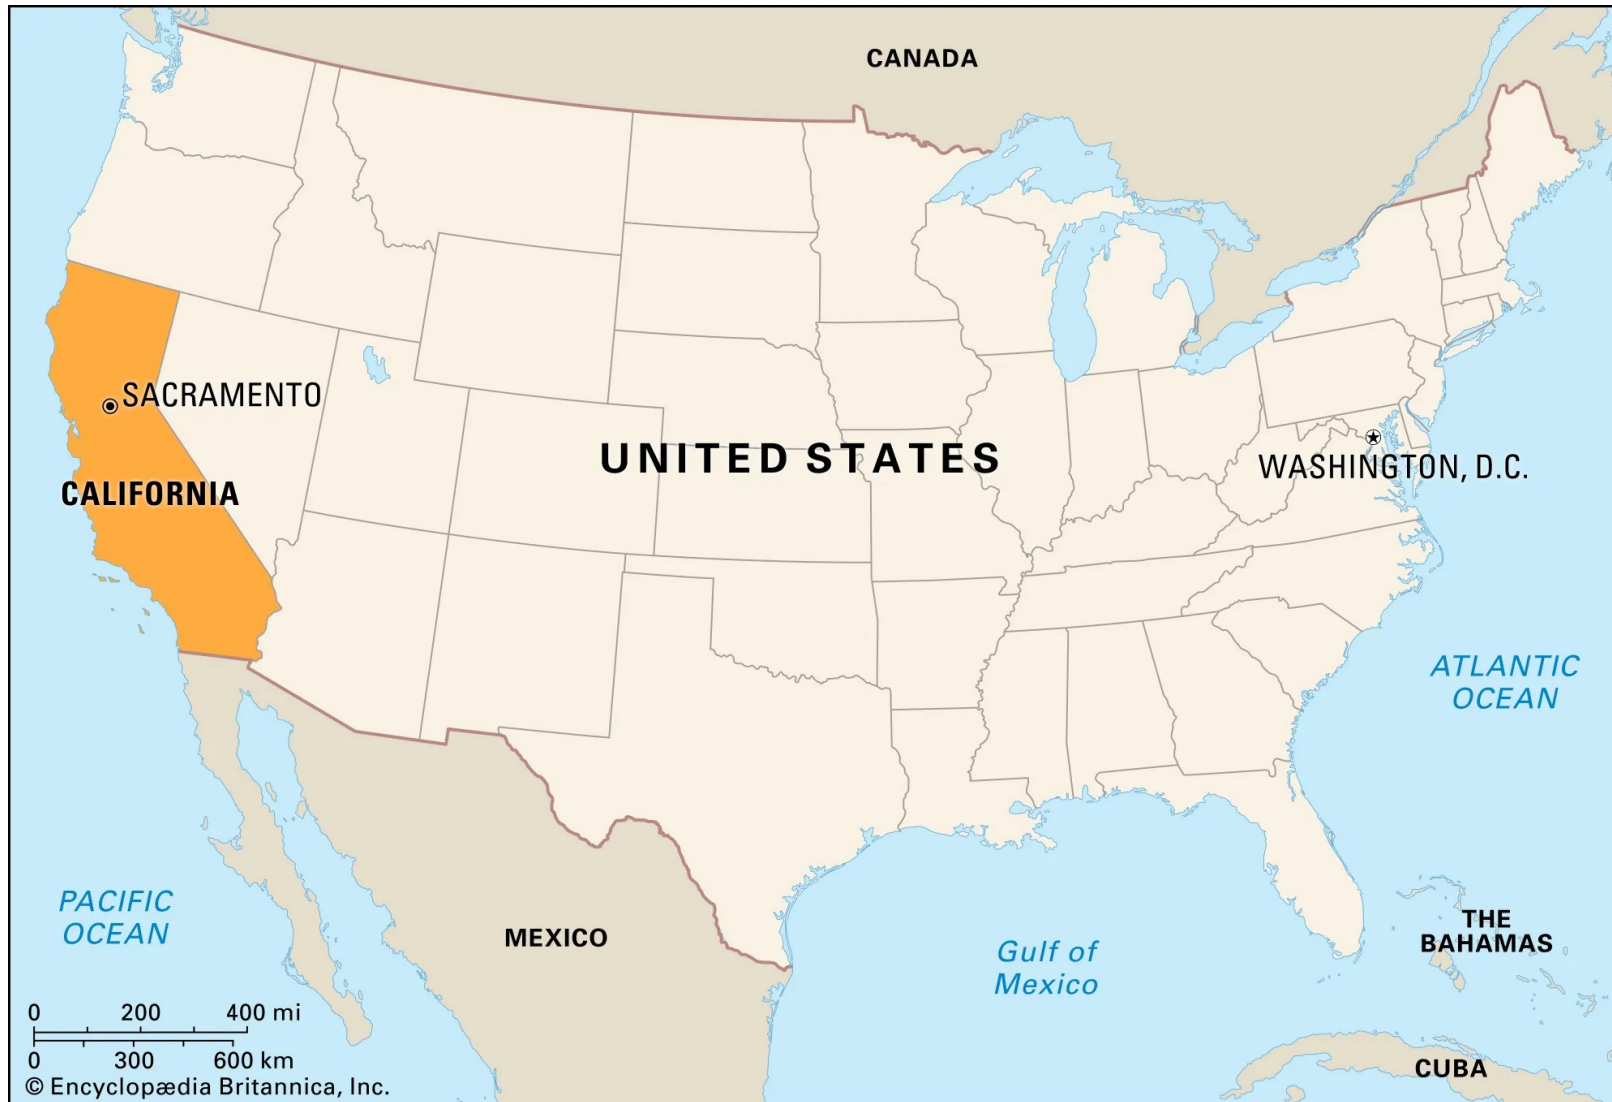 CANADA
SACRAMENTO
UNITED STATES
WASHINGTON, D.C.
CALIFORNIA
ATLANTIC
OCEAN
PACIFIC
OCEAN
MEXICO
Gulf of
Mexico
THE
BAHAMAS
0 200 400 mi
0 300 600 km
CUBA
© Encyclopædia Britannica, Inc.